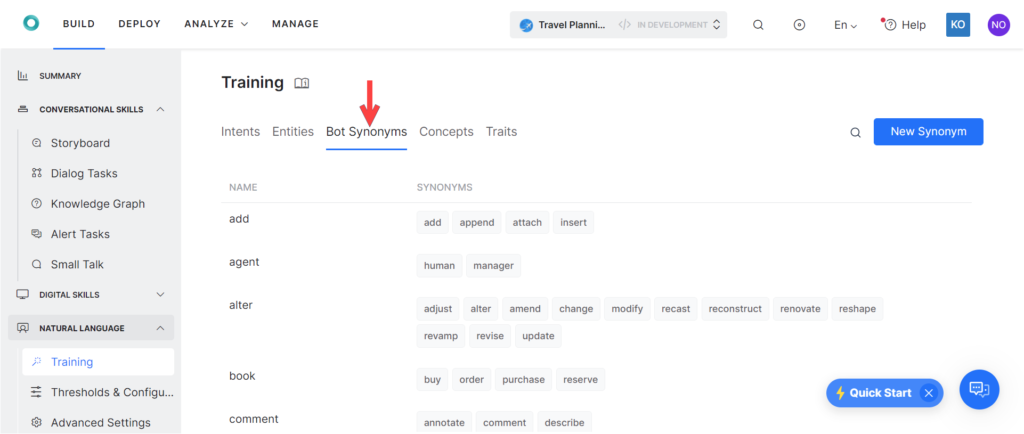 BUILD DEPLOY ANALYZE MANAGE Travel Planni... </> IN DEVELOPMENT En Help KO NO
SUMMARY
CONVERSATIONAL SKILLS
Storyboard
Dialog Tasks
Knowledge Graph
Alert Tasks
Small Talk
DIGITAL SKILLS
NATURAL LANGUAGE
Training
Thresholds & Configu...
Advanced Settings
Training
Intents Entities Bot Synonyms Concepts Traits New Synonym
NAME SYNONYMS
add add append attach insert
agent human manager
alter adjust alter amend change modify recast reconstruct renovate reshape
revamp revise update
book buy order purchase reserve
comment annotate comment describe
Quick Start